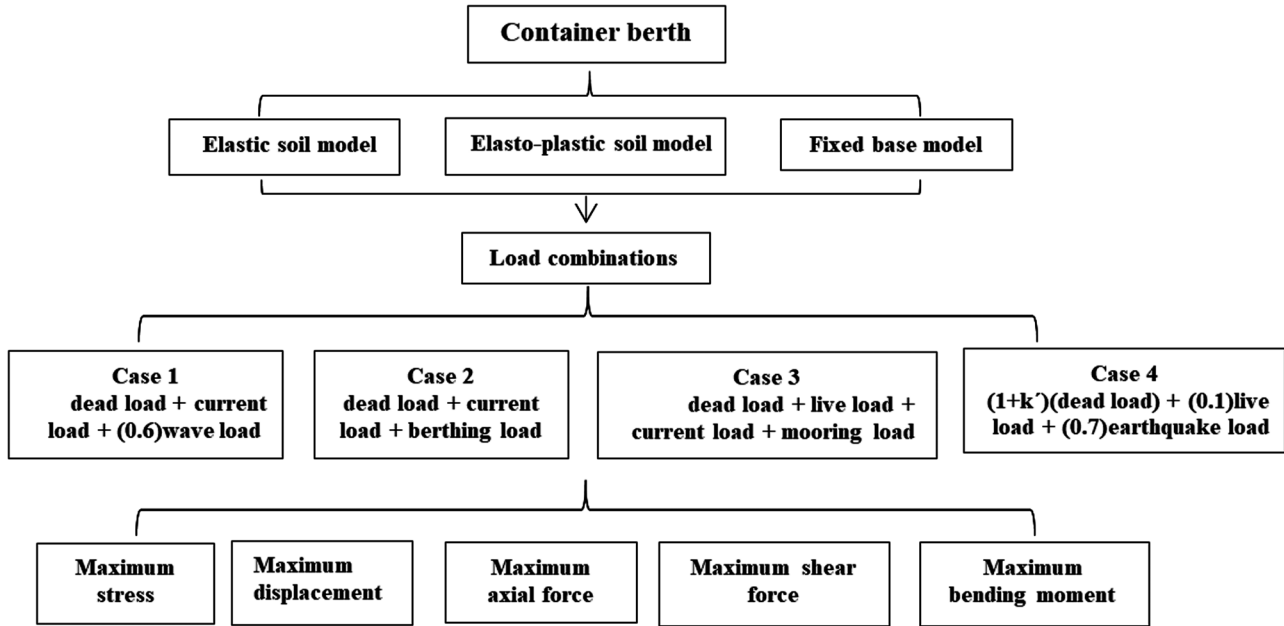 Container berth
Elastic soil model
Elasto-plastic soil model
Fixed base model
Load combinations
Case 1
dead load + current
load + (0.6)wave load
Case 2
dead load + current
load + berthing load
Case 3
dead load + live load +
current load + mooring load
Case 4
(1+k´)(dead load) + (0.1)live
load + (0.7)earthquake load
Maximum
stress
Maximum
displacement
Maximum
axial force
Maximum shear
force
Maximum
bending moment